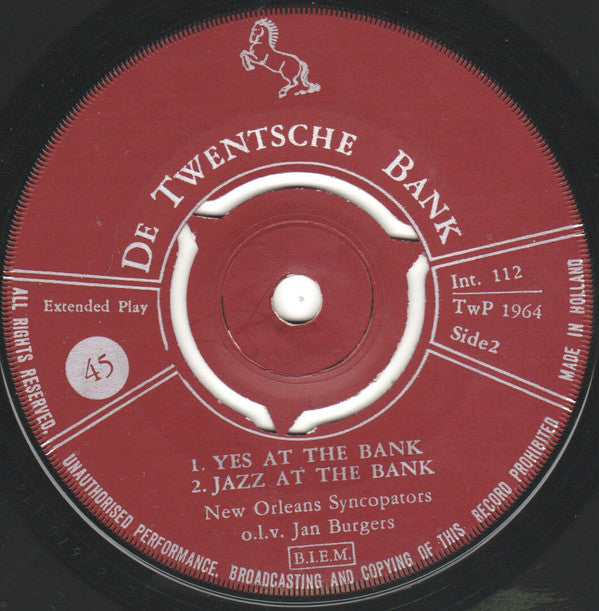 DE TWENTSCHE BANK
Extended Play
45
Int. 112
TwP 1964
Side2
1. YES AT THE BANK
2. JAZZ AT THE BANK
New Orleans Syncopators
o.l.v. Jan Burgers
B.I.E.M.
ALL RIGHTS RESERVED. UNAUTHORISED PERFORMANCE, BROADCASTING AND COPYING OF THIS RECORD PROHIBITED MADE IN HOLLAND